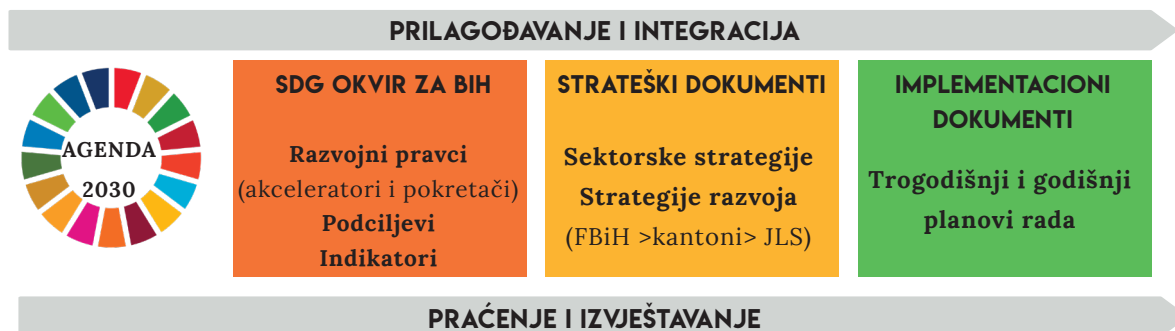 PRILAGOĐAVANJE I INTEGRACIJA
AGENDA
2030
SDG OKVIR ZA BIH
Razvojni pravci
(akceleratori i pokretači)
Podciljevi
Indikatori
STRATEŠKI DOKUMENTI
Sektorske strategije
Strategije razvoja
(FBiH >kantoni> JLS)
IMPLEMENTACIONI
DOKUMENTI
Trogodišnji i godišnji
planovi rada
PRAĆENJE I IZVJEŠTAVANJE